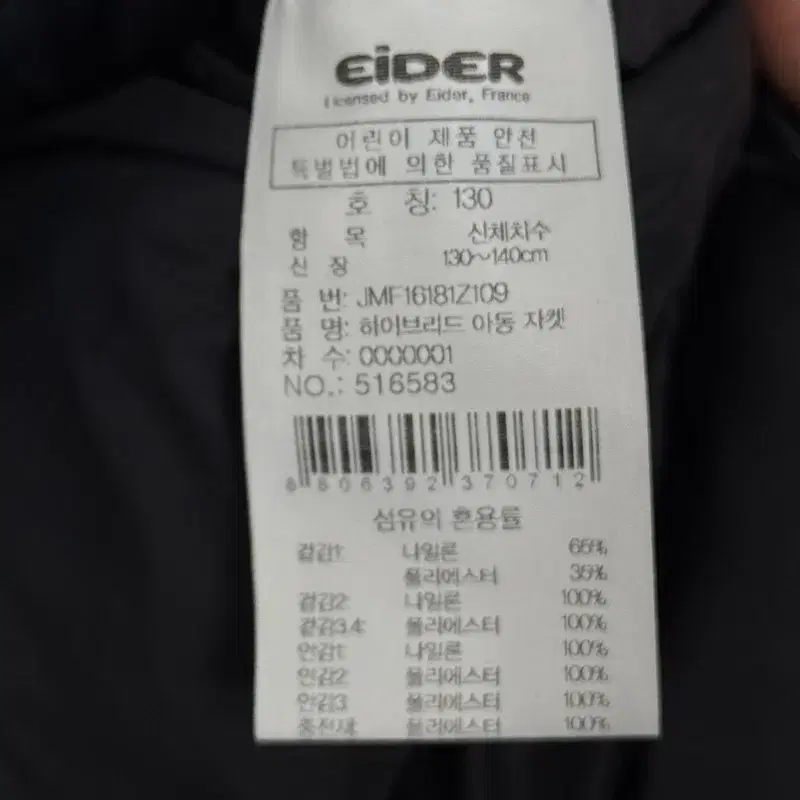 EiDER
Licensed by Eider, France
어린이 제품 안전
특별법에 의한 품질표시
호 칭: 130
항 목 신체치수
신 장 130~140cm
품 번: JMF16181Z109
품 명: 하이브리드 아동 자켓
차 수: 0000001
NO.: 516583
8 806392 370712
섬유의 혼용률
겉감1: 나일론 65%
폴리에스터 35%
겉감2: 나일론 100%
겉감3.4: 폴리에스터 100%
안감1: 나일론 100%
안감2: 폴리에스터 100%
안감3: 폴리에스터 100%
충전재: 폴리에스터 100%